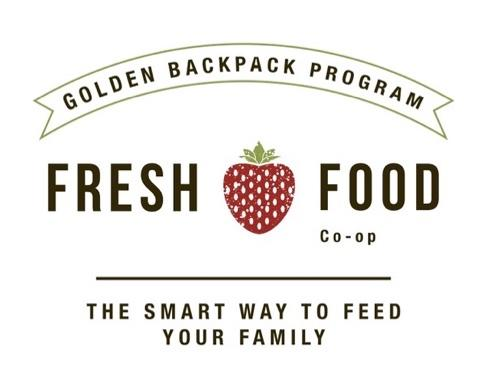 GOLDEN BACKPACK PROGRAM
FRESH FOOD
Co-op
THE SMART WAY TO FEED
YOUR FAMILY